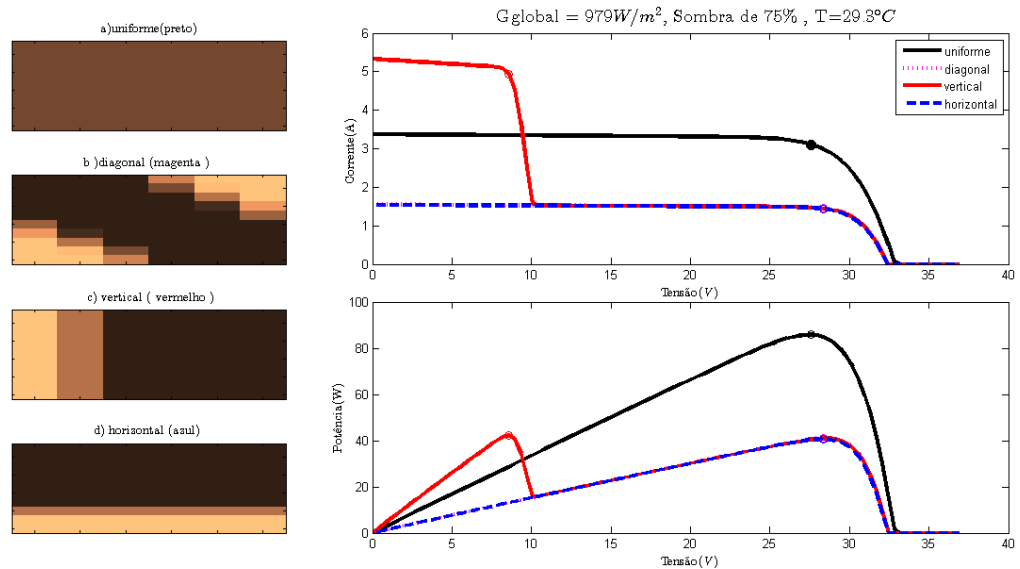 a)uniforme(preto)
b )diagonal (magenta )
c) vertical ( vermelho )
d) horizontal (azul)
Gglobal = 979W/m², Sombra de 75% , T=29.3°C
6
5
4
3
2
1
0
Corrente(A)
0 5 10 15 20 25 30 35 40
Tensão(V)
uniforme
diagonal
vertical
horizontal
100
80
60
40
20
0
Potência(W)
0 5 10 15 20 25 30 35 40
Tensão(V)